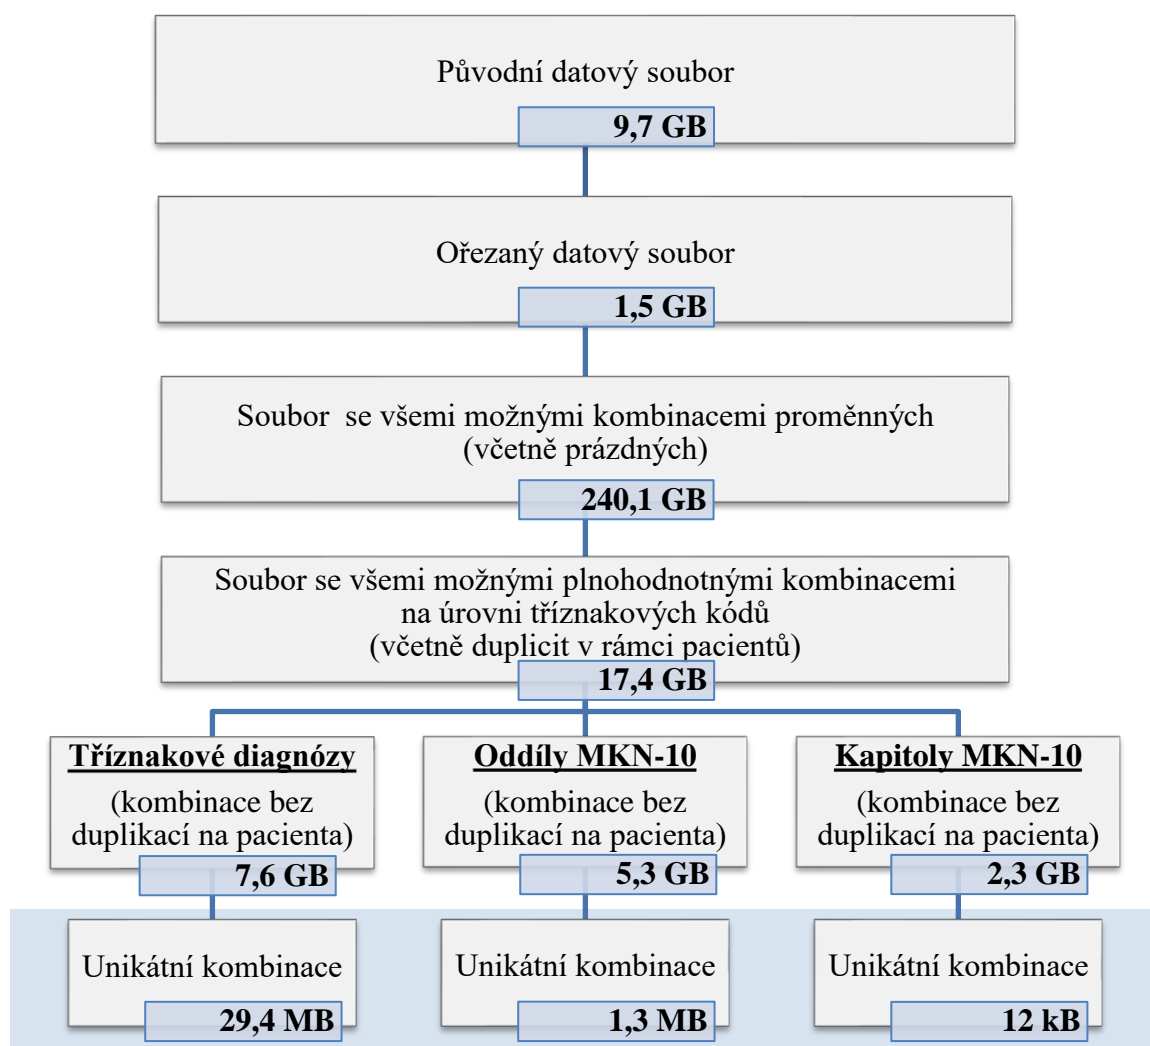 Původní datový soubor
9,7 GB
Ořezaný datový soubor
1,5 GB
Soubor se všemi možnými kombinacemi proměnných
(včetně prázdných)
240,1 GB
Soubor se všemi možnými plnohodnotnými kombinacemi
na úrovni tříznakových kódů
(včetně duplicit v rámci pacientů)
17,4 GB
Tříznakové diagnózy
(kombinace bez
duplikací na pacienta)
7,6 GB
Oddíly MKN-10
(kombinace bez
duplikací na pacienta)
5,3 GB
Kapitoly MKN-10
(kombinace bez
duplikací na pacienta)
2,3 GB
Unikátní kombinace
29,4 MB
Unikátní kombinace
1,3 MB
Unikátní kombinace
12 kB